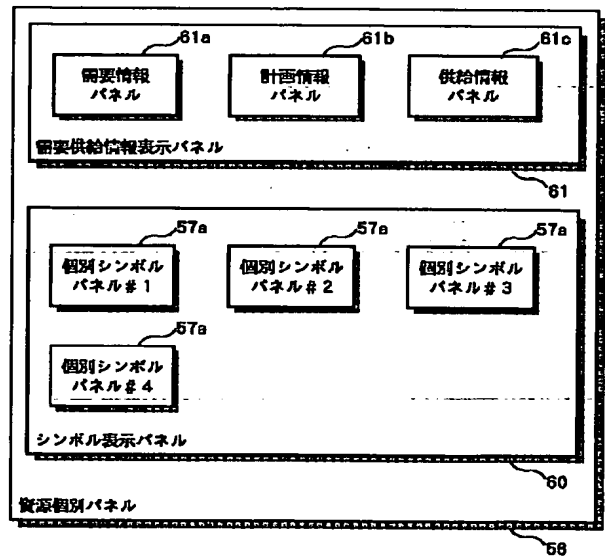 61a
61b
61c
需要情報
パネル
計画情報
パネル
供給情報
パネル
需要供給情報表示パネル
61
57a
57a
57a
個別シンボル
パネル#1
個別シンボル
パネル#2
個別シンボル
パネル#3
57a
個別シンボル
パネル#4
シンボル表示パネル
60
資源個別パネル
56